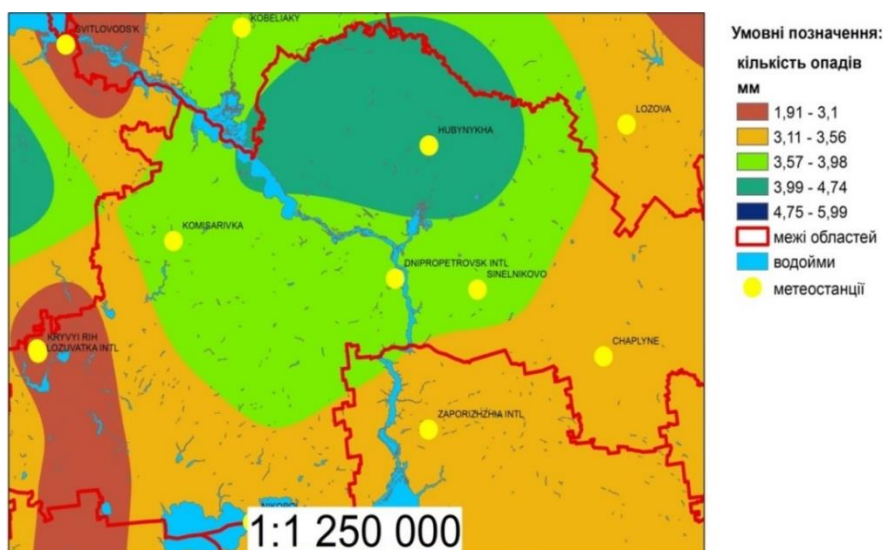 SVITLOVODS'K
KOBELIAKY
LOZOVA
HUBYNYKHA
KOMISARIVKA
DNIPROPETROVSK INTL
SINELNIKOVO
KRYVYI RIH
LOZUVATKA INTL
CHAPLYNE
ZAPORIZHZHIA INTL
NIKOPOL
1:1 250 000
Умовні позначення:
кількість опадів
мм
1,91 - 3,1
3,11 - 3,56
3,57 - 3,98
3,99 - 4,74
4,75 - 5,99
межі областей
водойми
метеостанції